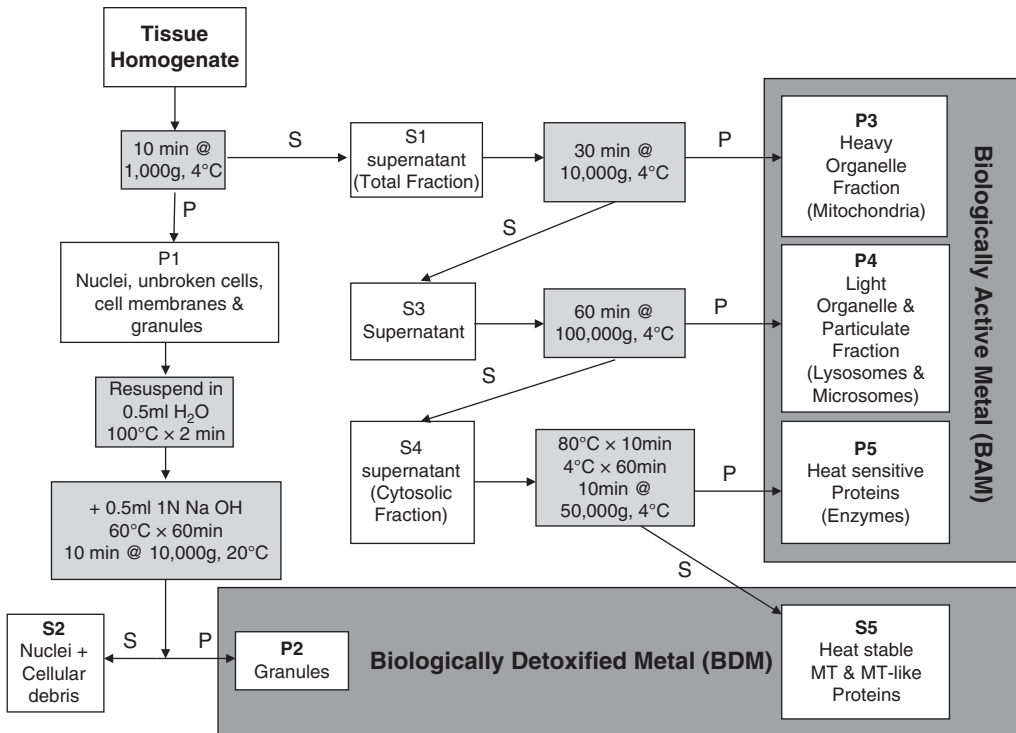 Tissue
Homogenate
10 min @
1,000g, 4°C
S
S1
supernatant
(Total Fraction)
30 min @
10,000g, 4°C
P
P3
Heavy
Organelle
Fraction
(Mitochondria)
P
S
P1
Nuclei, unbroken cells,
cell membranes &
granules
S3
Supernatant
60 min @
100,000g, 4°C
P
P4
Light
Organelle &
Particulate
Fraction
(Lysosomes &
Microsomes)
S
Resuspend in
0.5ml H₂O
100°C × 2 min
S4
supernatant
(Cytosolic
Fraction)
80°C × 10min
4°C × 60min
10min @
50,000g, 4°C
P
P5
Heat sensitive
Proteins
(Enzymes)
Biologically Active Metal (BAM)
+ 0.5ml 1N Na OH
60°C × 60min
10 min @ 10,000g, 20°C
S
S2
Nuclei +
Cellular
debris
S
P
P2
Granules
Biologically Detoxified Metal (BDM)
S5
Heat stable
MT & MT-like
Proteins